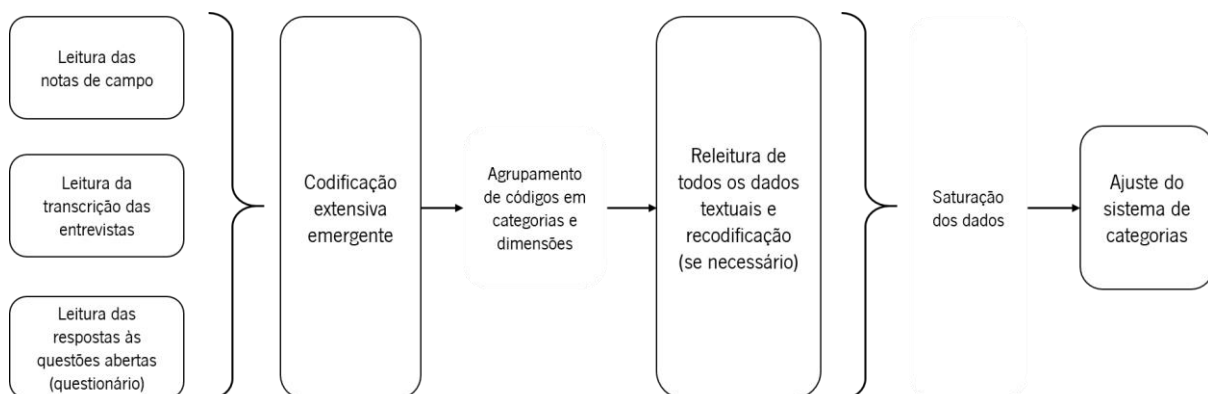 Leitura das
notas de campo
Leitura da
transcrição das
entrevistas
Leitura das
respostas às
questões abertas
(questionário)
Codificação
extensiva
emergente
Agrupamento
de códigos em
categorias e
dimensões
Releitura de
todos os dados
textuais e
recodificação
(se necessário)
Saturação
dos dados
Ajuste do
sistema de
categorias